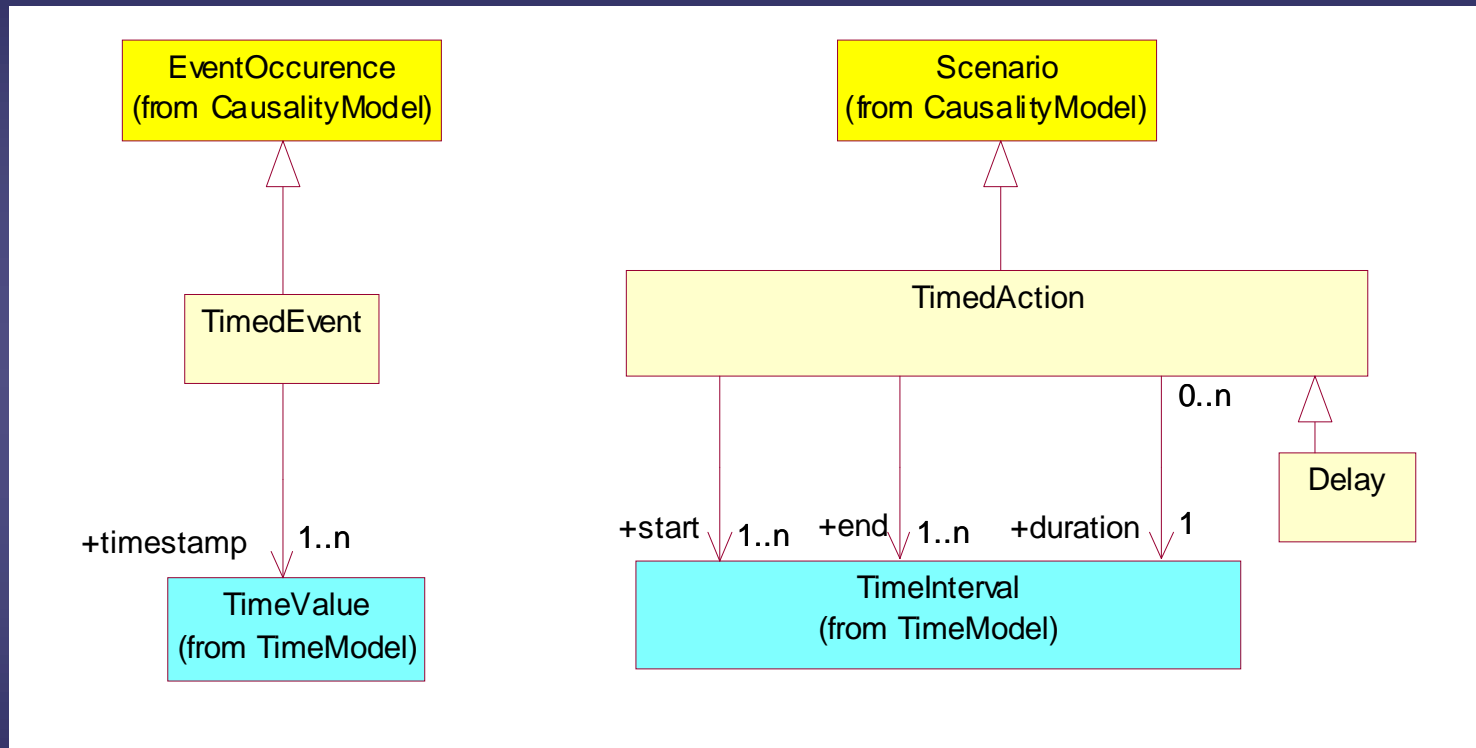 EventOccurence
(from CausalityModel)
Scenario
(from CausalityModel)
TimedEvent
TimedAction
0..n
Delay
+timestamp
1..n
+start
1..n
+end
1..n
+duration
1
TimeValue
(from TimeModel)
TimeInterval
(from TimeModel)